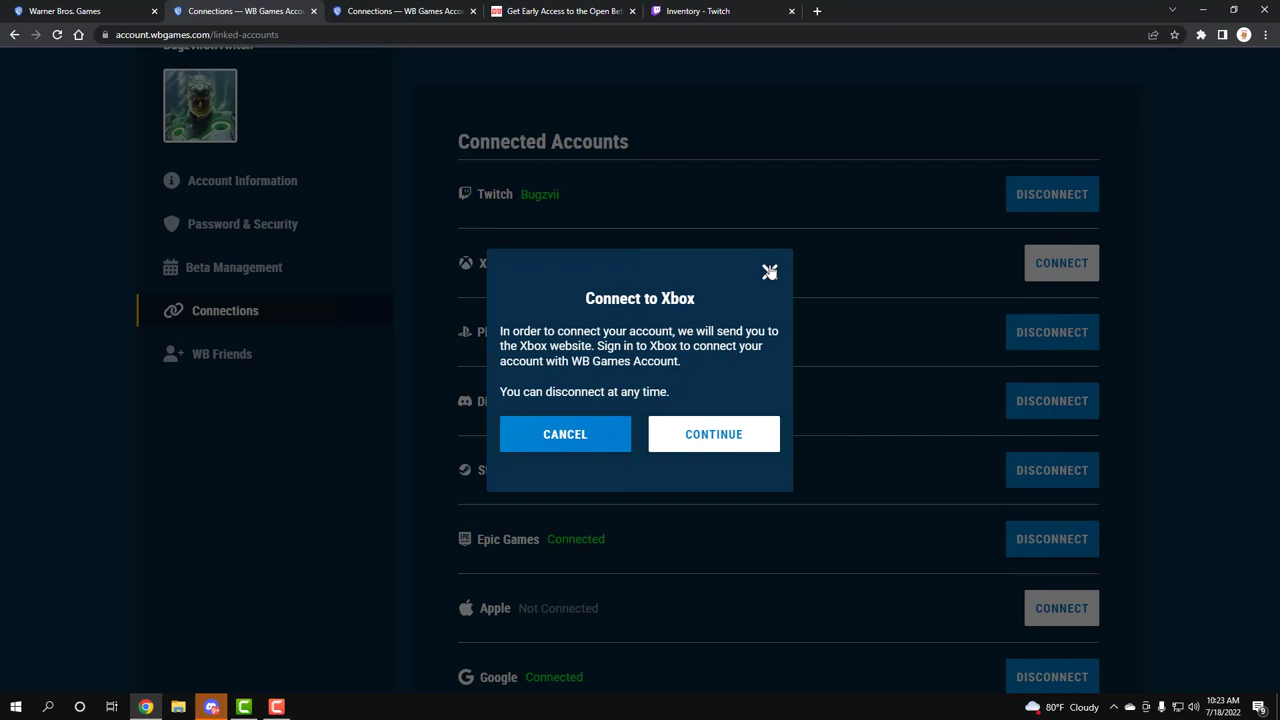 Warner Bros. Games
Connections — WB Games Acc
Connections — WB Games Acc
Get Early Access to the Open Be
Inventory - Twitch
account.wbgames.com/linked-accounts
Account Information
Password & Security
Beta Management
Connections
WB Friends
Connected Accounts
Twitch Bugzvii
DISCONNECT
X
CONNECT
Pl
DISCONNECT
Di
DISCONNECT
St
DISCONNECT
Epic Games Connected
DISCONNECT
Apple Not Connected
CONNECT
Google Connected
DISCONNECT
Connect to Xbox
In order to connect your account, we will send you to
the Xbox website. Sign in to Xbox to connect your
account with WB Games Account.
You can disconnect at any time.
CANCEL
CONTINUE
80°F Cloudy
10:23 AM
7/18/2022